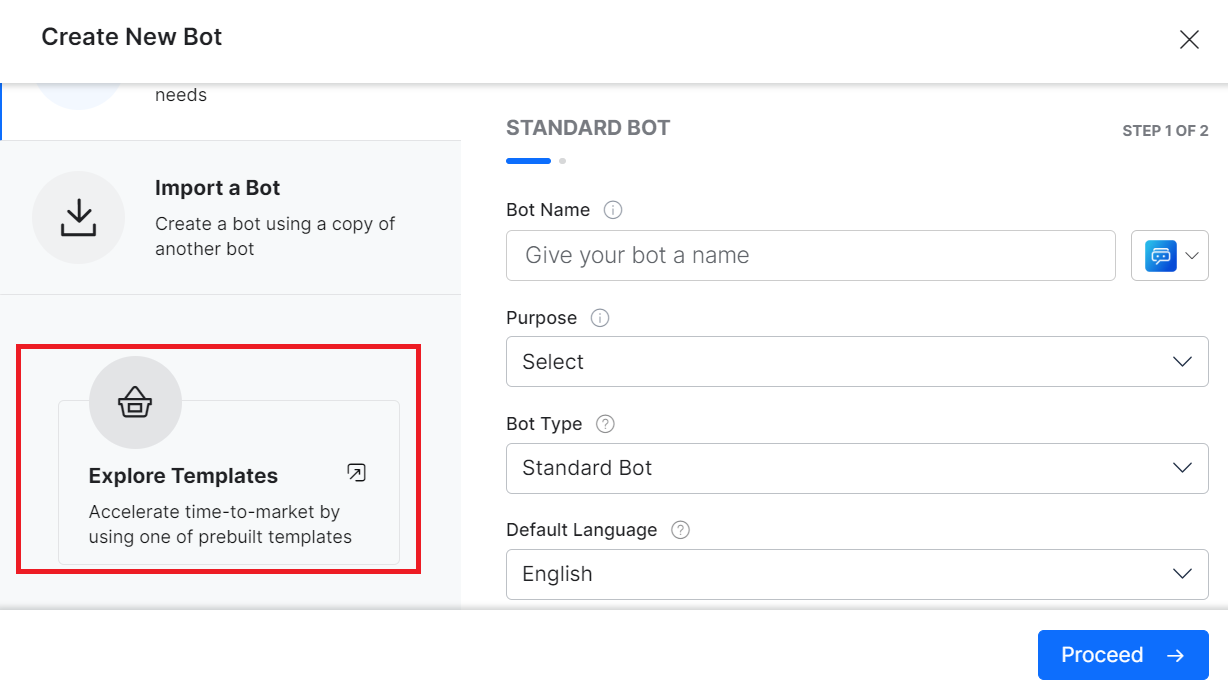 Create New Bot
needs
Import a Bot
Create a bot using a copy of
another bot
Explore Templates
Accelerate time-to-market by
using one of prebuilt templates
STANDARD BOT
STEP 1 OF 2
Bot Name
Give your bot a name
Purpose
Select
Bot Type
Standard Bot
Default Language
English
Proceed